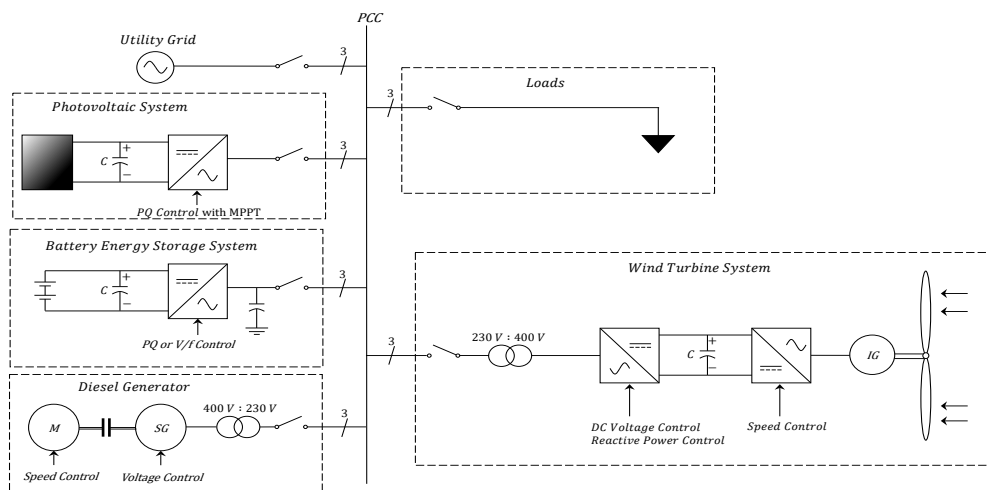 PCC
Utility Grid
3
Photovoltaic System
C
+
−
3
PQ Control with MPPT
Battery Energy Storage System
C
+
−
3
PQ or V/f Control
Diesel Generator
M
SG
400 V : 230 V
3
Speed Control
Voltage Control
Loads
3
Wind Turbine System
3
230 V : 400 V
C
+
−
IG
DC Voltage Control
Reactive Power Control
Speed Control